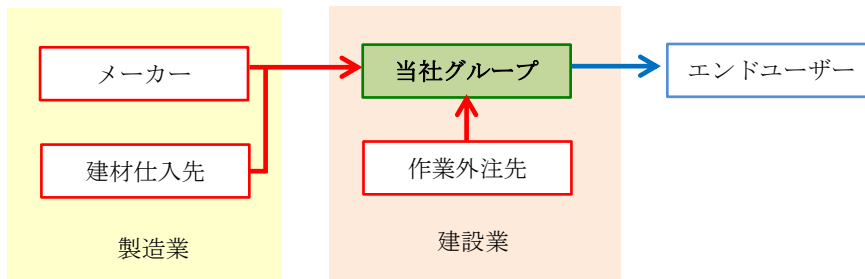 メーカー
当社グループ
エンドユーザー
建材仕入先
作業外注先
製造業
建設業